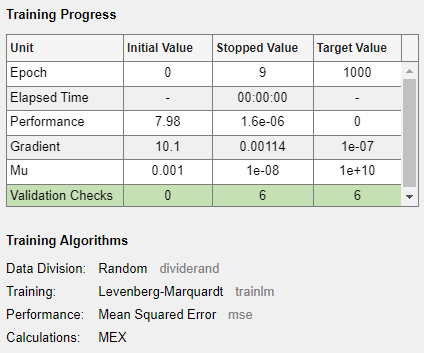 Training Progress
Unit Initial Value Stopped Value Target Value
Epoch 0 9 1000
Elapsed Time - 00:00:00 -
Performance 7.98 1.6e-06 0
Gradient 10.1 0.00114 1e-07
Mu 0.001 1e-08 1e+10
Validation Checks 0 6 6
Training Algorithms
Data Division: Random dividerand
Training: Levenberg-Marquardt trainlm
Performance: Mean Squared Error mse
Calculations: MEX